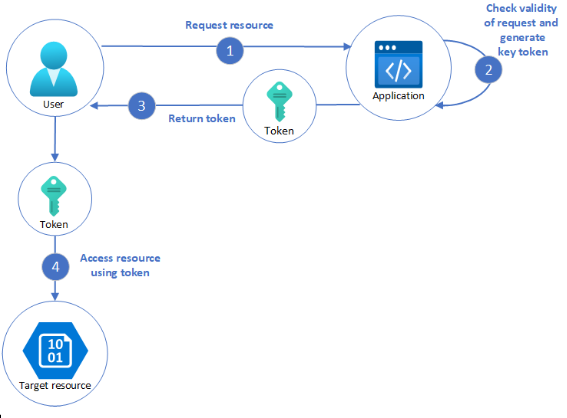 Check validity
of request and
generate
key token
Request resource
1
2
</>
User
Application
3
Return token
Token
Token
4
Access resource
using token
10
01
Target resource